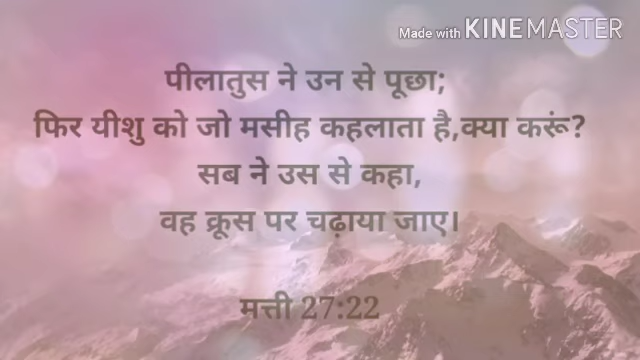 Made with KINEMASTER
पीलातुस ने उन से पूछा;
फिर यीशु को जो मसीह कहलाता है,क्या करूं?
सब ने उस से कहा,
वह क्रूस पर चढ़ाया जाए।
मत्ती 27:22